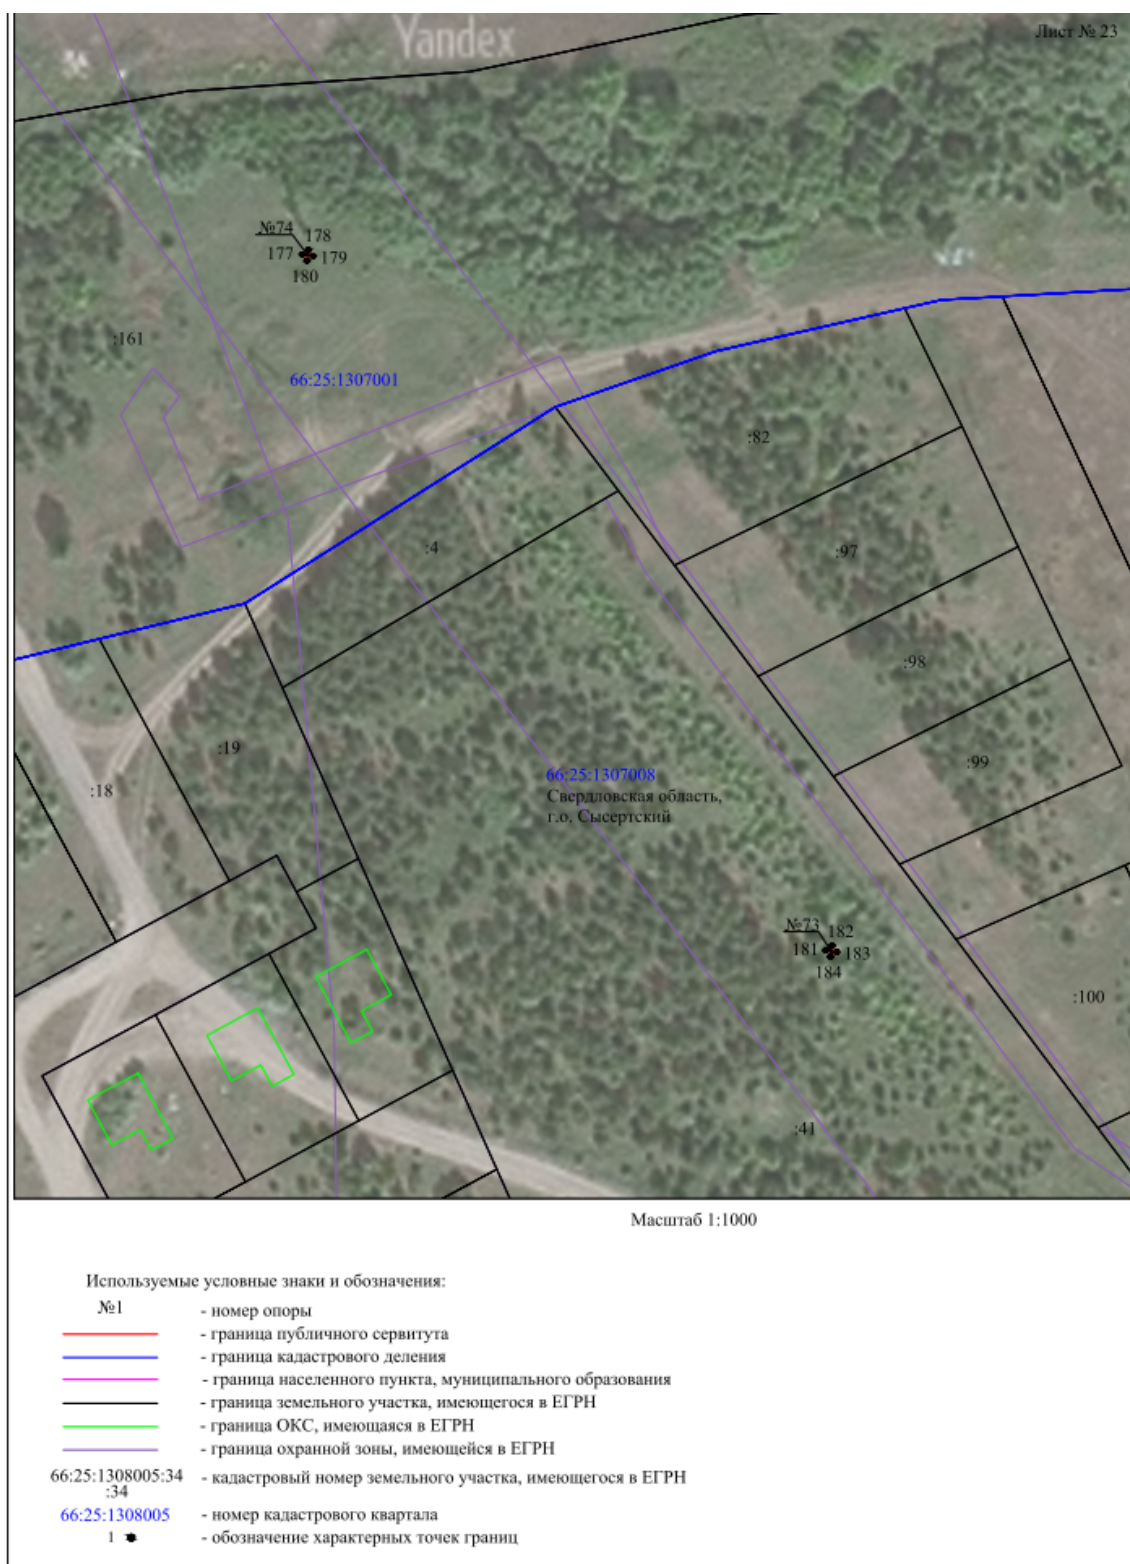 Yandex
Лист № 23
№74
178
177
179
180
:161
66:25:1307001
:82
:4
:97
:98
:19
:99
66:25:1307008
Свердловская область,
г.о. Сысертский
:18
№73
182
181
183
184
:100
:41
Масштаб 1:1000
Используемые условные знаки и обозначения:
№1 - номер опоры
- граница публичного сервитута
- граница кадастрового деления
- граница населенного пункта, муниципального образования
- граница земельного участка, имеющегося в ЕГРН
- граница ОКС, имеющаяся в ЕГРН
- граница охранной зоны, имеющейся в ЕГРН
66:25:1308005:34 - кадастровый номер земельного участка, имеющегося в ЕГРН
:34
66:25:1308005 - номер кадастрового квартала
1 - обозначение характерных точек границ